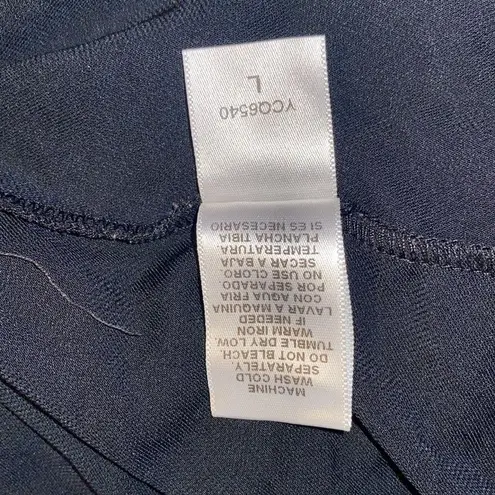 MACHINE
WASH COLD
SEPARATELY.
DO NOT BLEACH.
TUMBLE DRY LOW.
WARM IRON
IF NEEDED
LAVAR A MAQUINA
CON AGUA FRIA
POR SEPARADO
NO USE CLORO
SECAR A BAJA
TEMPERATURA
PLANCHA TIBIA
SI ES NECESARIO
YCQ6540
L